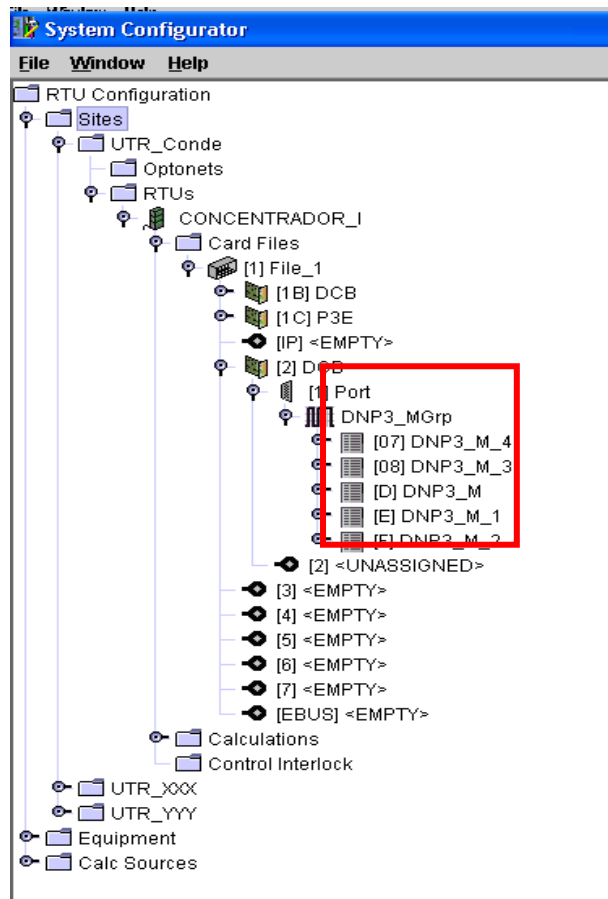 System Configurator
File Window Help
RTU Configuration
Sites
UTR_Conde
Optonets
RTUs
CONCENTRADOR_I
Card Files
[1] File_1
[1B] DCB
[1C] P3E
[IP] <EMPTY>
[2] DCB
[1] Port
DNP3_MGrp
[07] DNP3_M_4
[08] DNP3_M_3
[D] DNP3_M
[E] DNP3_M_1
[F] DNP3_M_2
[2] <UNASSIGNED>
[3] <EMPTY>
[4] <EMPTY>
[5] <EMPTY>
[6] <EMPTY>
[7] <EMPTY>
[EBUS] <EMPTY>
Calculations
Control Interlock
UTR_XXX
UTR_YYY
Equipment
Calc Sources